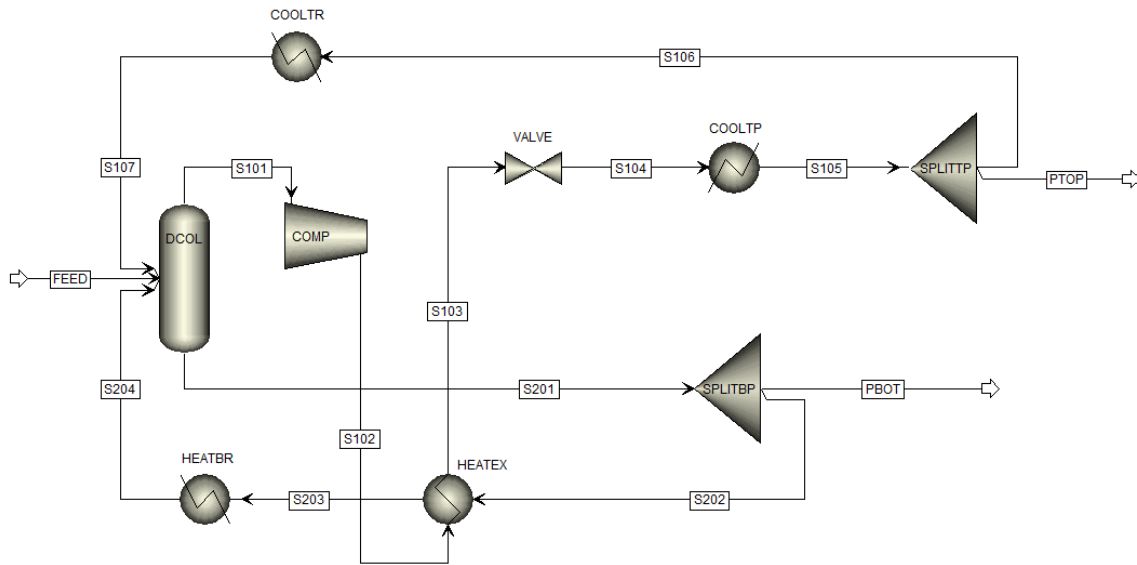 COOLTR
S106
VALVE
COOLTP
S107
S101
S104
S105
SPLITTP
PTOP
DCOL
COMP
FEED
S103
S204
S201
SPLITBP
PBOT
S102
HEATBR
HEATEX
S203
S202